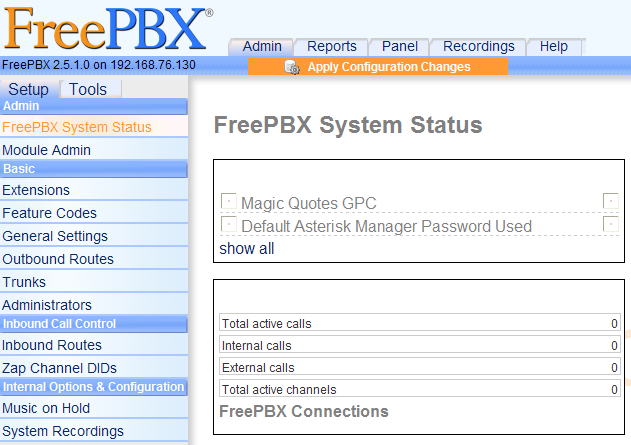 FreePBX®
Admin Reports Panel Recordings Help
FreePBX 2.5.1.0 on 192.168.76.130
Apply Configuration Changes
Setup Tools
Admin
FreePBX System Status
Module Admin
Basic
Extensions
Feature Codes
General Settings
Outbound Routes
Trunks
Administrators
Inbound Call Control
Inbound Routes
Zap Channel DIDs
Internal Options & Configuration
Music on Hold
System Recordings
FreePBX System Status
Magic Quotes GPC
Default Asterisk Manager Password Used
show all
Total active calls 0
Internal calls 0
External calls 0
Total active channels 0
FreePBX Connections